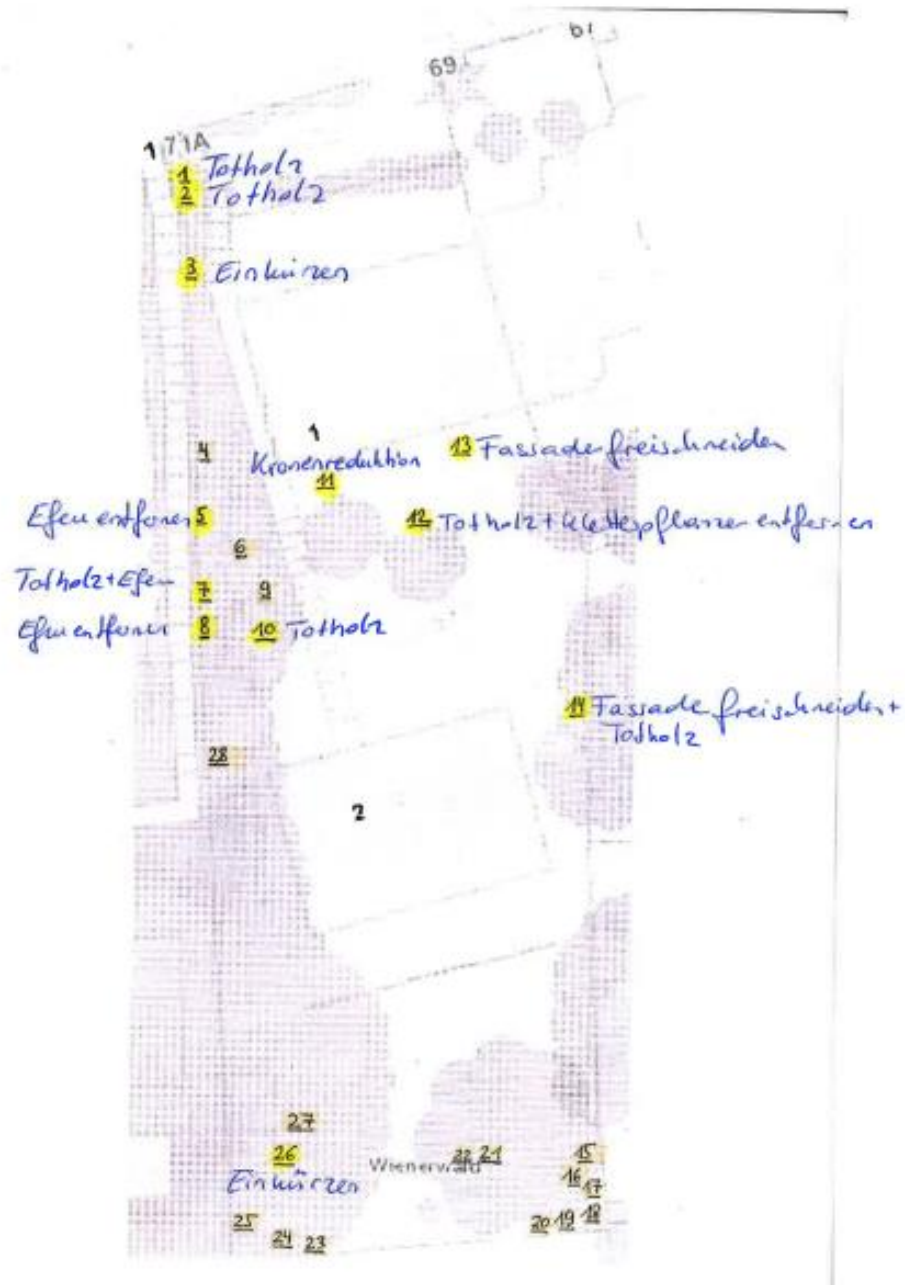 69
61
1 71A
1 Totholz
2 Totholz
3 Einkürzen
4
1
Kronenreduktion
11
13 Fassade freischneiden
Efeu entfernen 5
12 Totholz + Kletterpflanzen entfernen
6
Totholz + Efeu 7
9
Efeu entfernen 8
10 Totholz
14 Fassade freischneiden +
Totholz
28
2
27
26
Einkürzen
Wienerwald
22 21
15
16 17
25
24 23
20 19 18